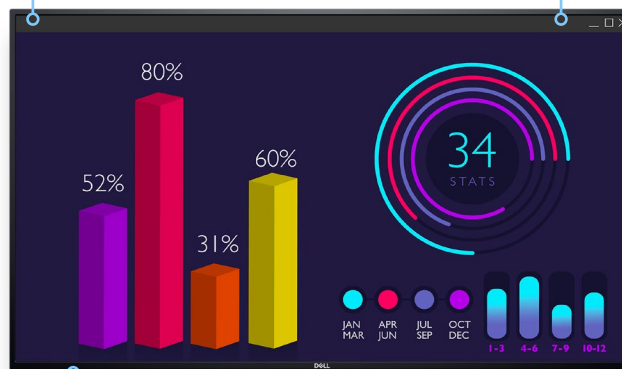 80%
52%
31%
60%
34
STATS
JAN
MAR
APR
JUN
JUL
SEP
OCT
DEC
1-3
4-6
7-9
10-12
DELL